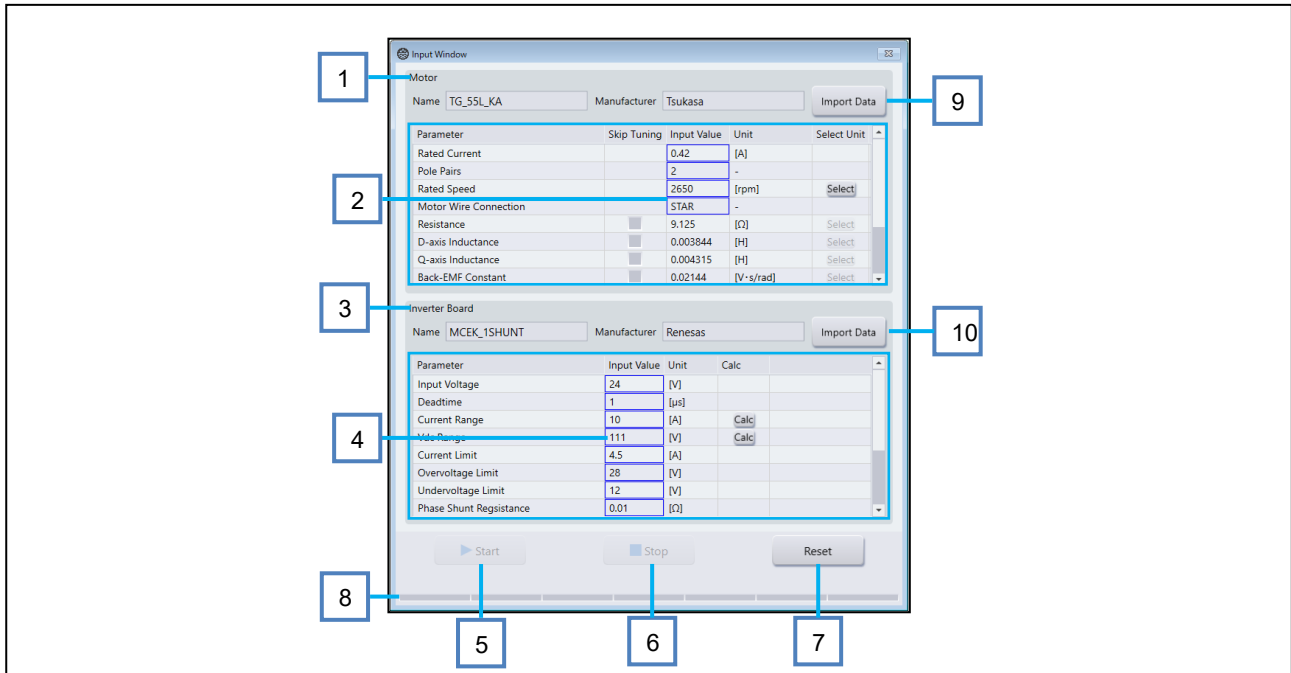 Input Window
1
Motor
Name TG_55L_KA Manufacturer Tsukasa Import Data
9
Parameter Skip Tuning Input Value Unit Select Unit
Rated Current 0.42 [A]
Pole Pairs 2 -
2
Rated Speed 2650 [rpm] Select
Motor Wire Connection STAR -
Resistance 9.125 [Ω] Select
D-axis Inductance 0.003844 [H] Select
Q-axis Inductance 0.004315 [H] Select
Back-EMF Constant 0.02144 [V·s/rad] Select
3
Inverter Board
Name MCEK_1SHUNT Manufacturer Renesas Import Data
10
Parameter Input Value Unit Calc
Input Voltage 24 [V]
Deadtime 1 [μs]
Current Range 10 [A] Calc
4
Vdc Range 111 [V] Calc
Current Limit 4.5 [A]
Overvoltage Limit 28 [V]
Undervoltage Limit 12 [V]
Phase Shunt Regsistance 0.01 [Ω]
Start Stop Reset
8
5 6 7